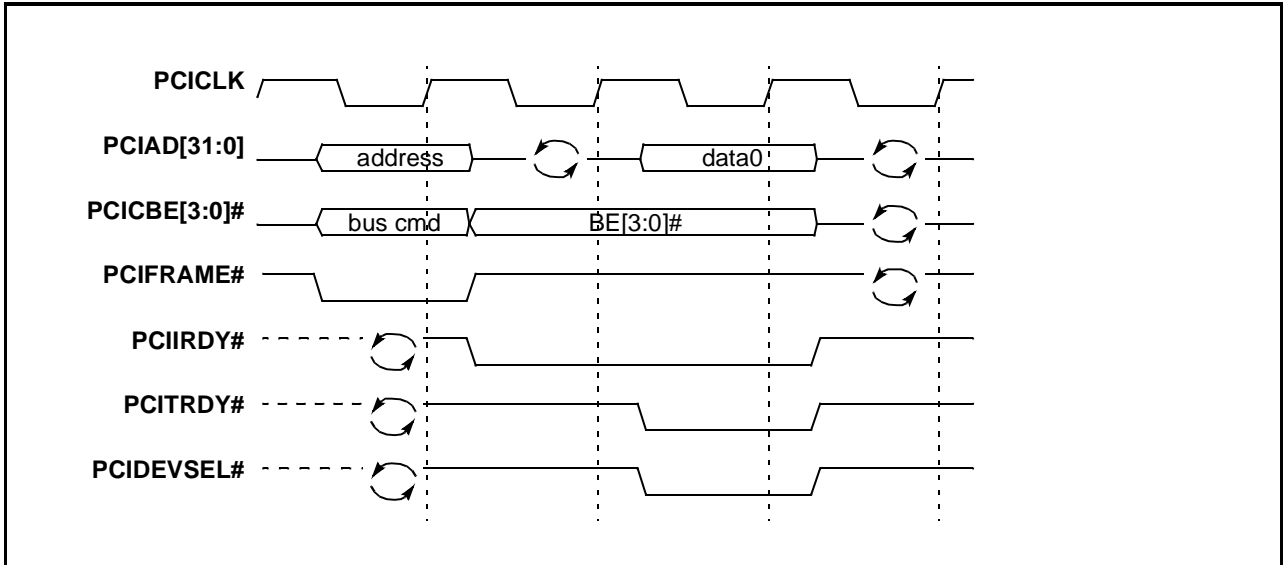 PCICLK
PCIAD[31:0] address data0
PCICBE[3:0]# bus cmd BE[3:0]#
PCIFRAME#
PCIIRDY#
PCITRDY#
PCIDEVSEL#